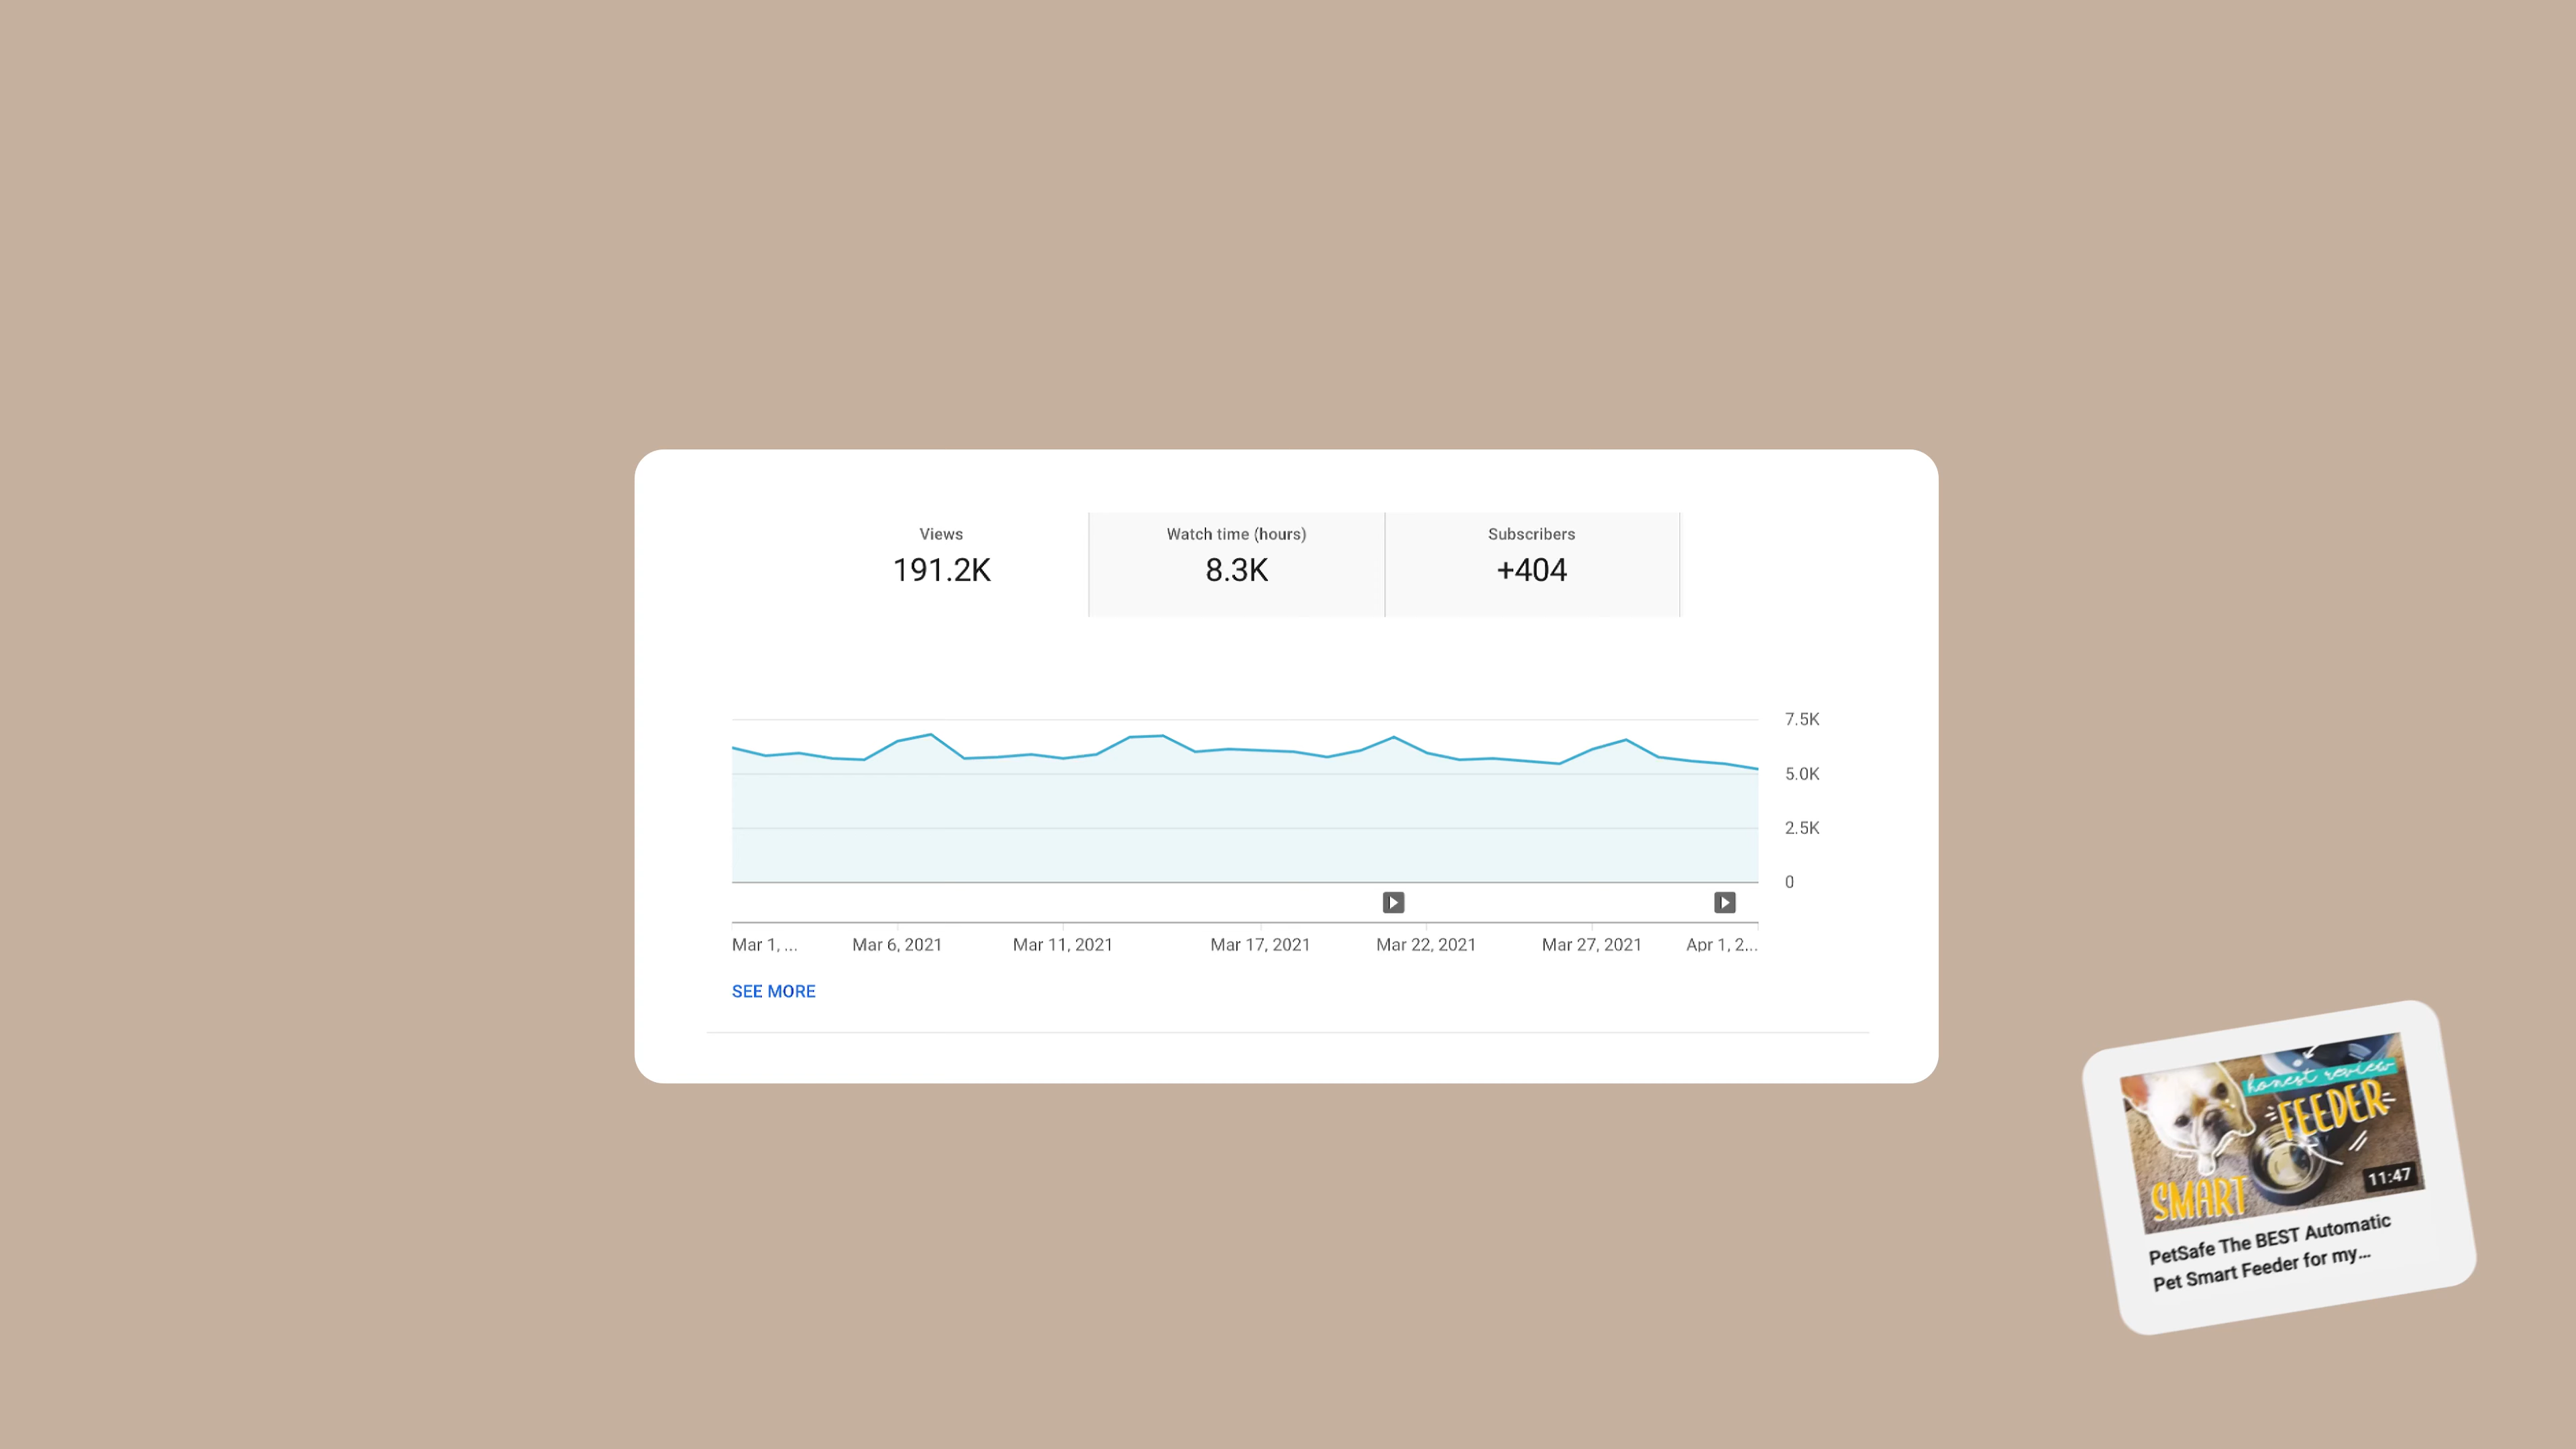 Views
191.2K
Watch time (hours)
8.3K
Subscribers
+404
7.5K
5.0K
2.5K
0
Mar 1, ...
Mar 6, 2021
Mar 11, 2021
Mar 17, 2021
Mar 22, 2021
Mar 27, 2021
Apr 1, 2...
SEE MORE
honest review
FEEDER
SMART
11:47
PetSafe The BEST Automatic
Pet Smart Feeder for my...